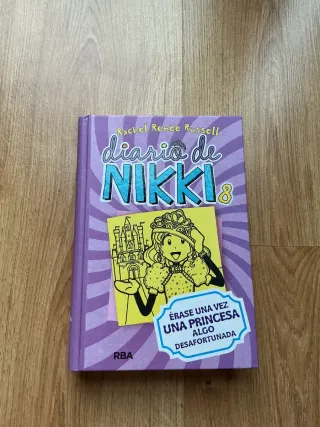 Rachel Renée Russell
diario de
NIKKI 8
ÉRASE UNA VEZ
UNA PRINCESA
ALGO
DESAFORTUNADA
RBA